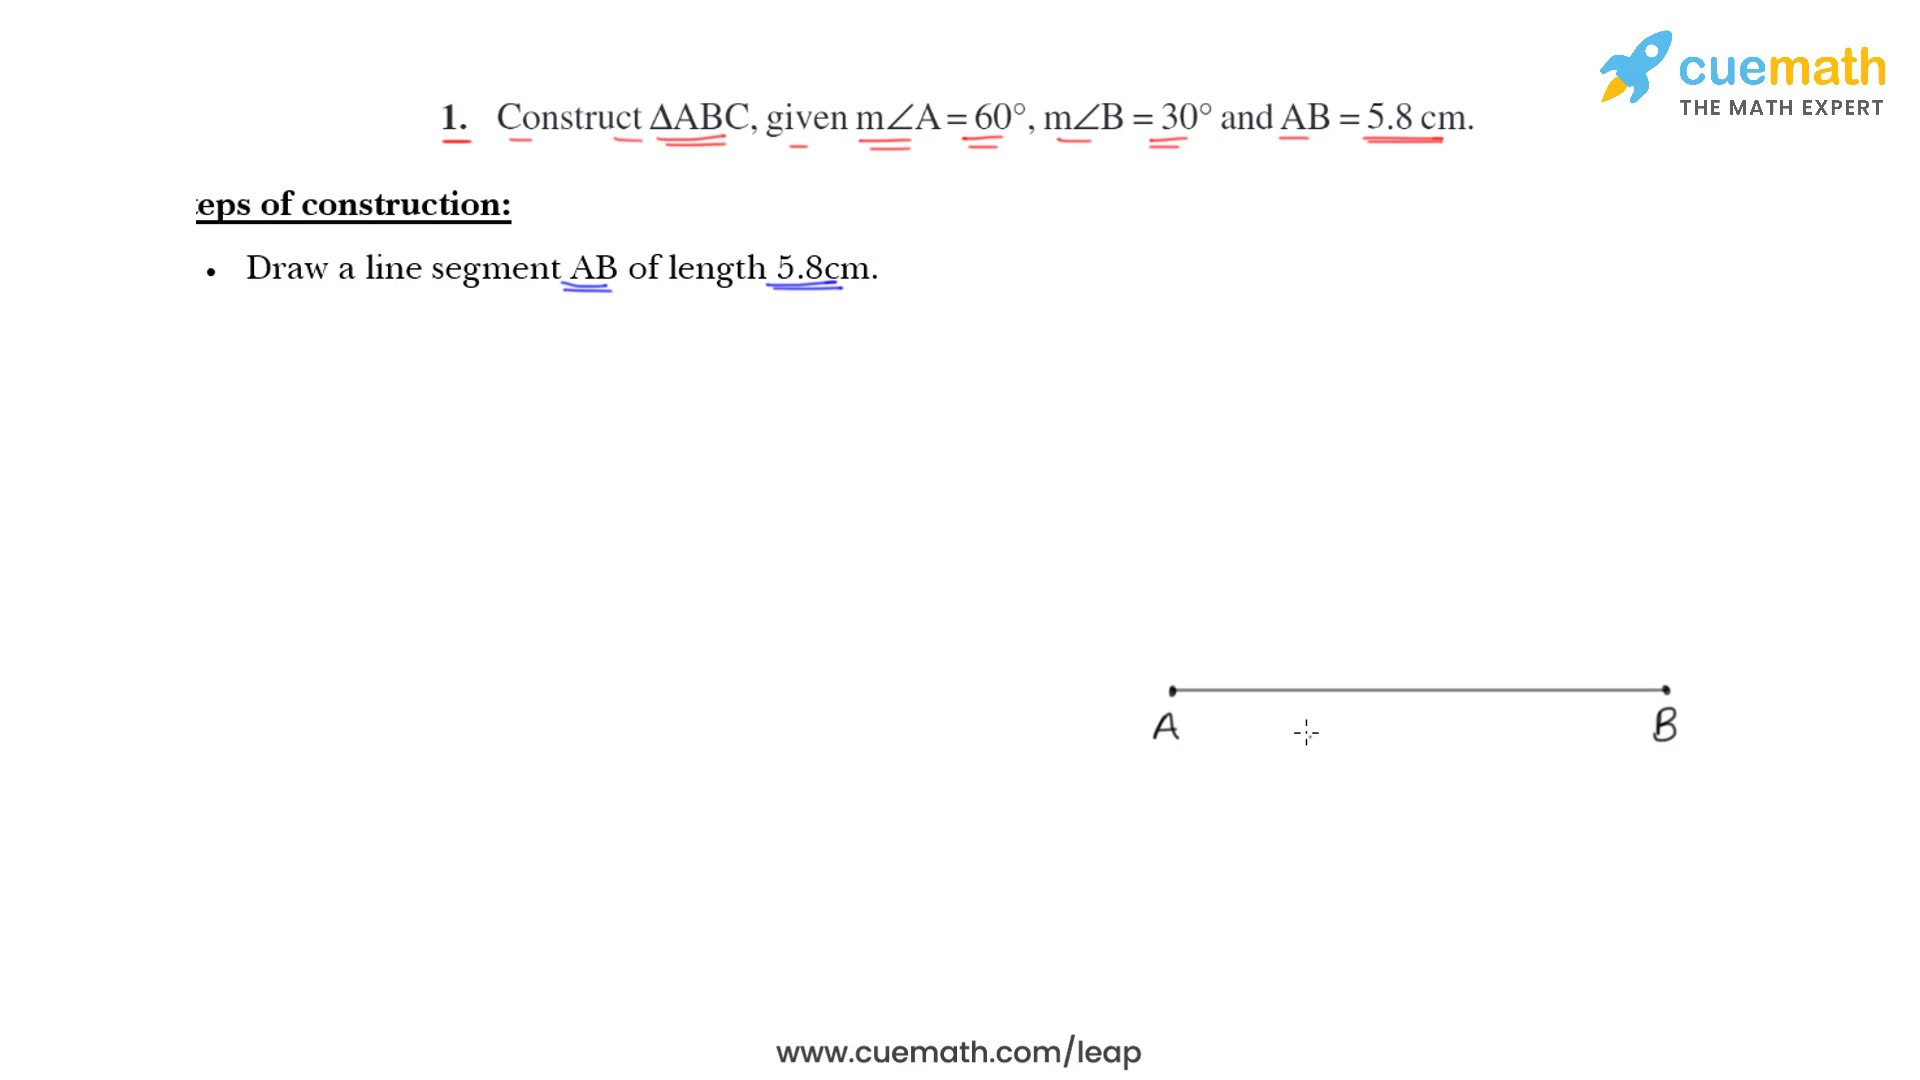 cuemath
THE MATH EXPERT
1. Construct ΔABC, given m∠A = 60°, m∠B = 30° and AB = 5.8 cm.
eps of construction:
• Draw a line segment AB of length 5.8cm.
A B
www.cuemath.com/leap